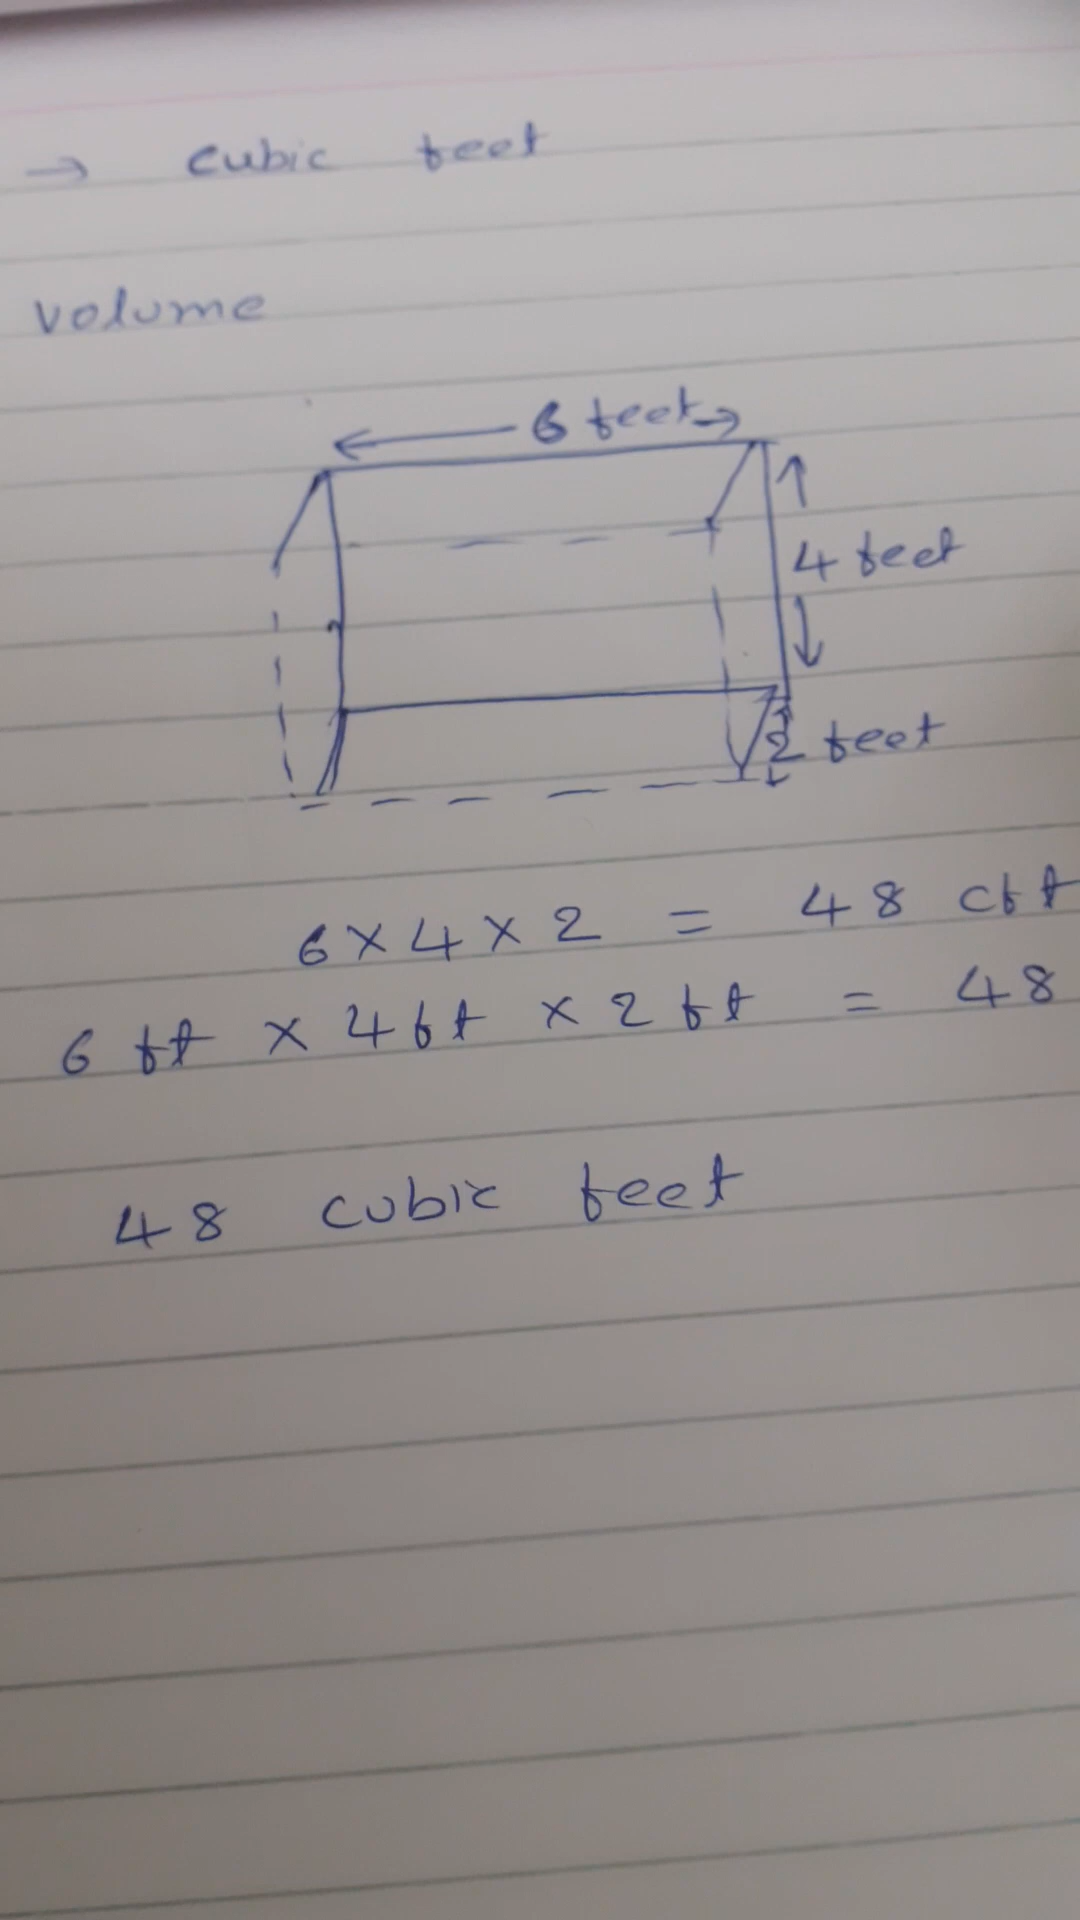 → cubic feet
volume
6 feet
4 feet
2 feet
6 × 4 × 2 = 48 cft
6 ft × 4 ft × 2 ft = 48
48 cubic feet